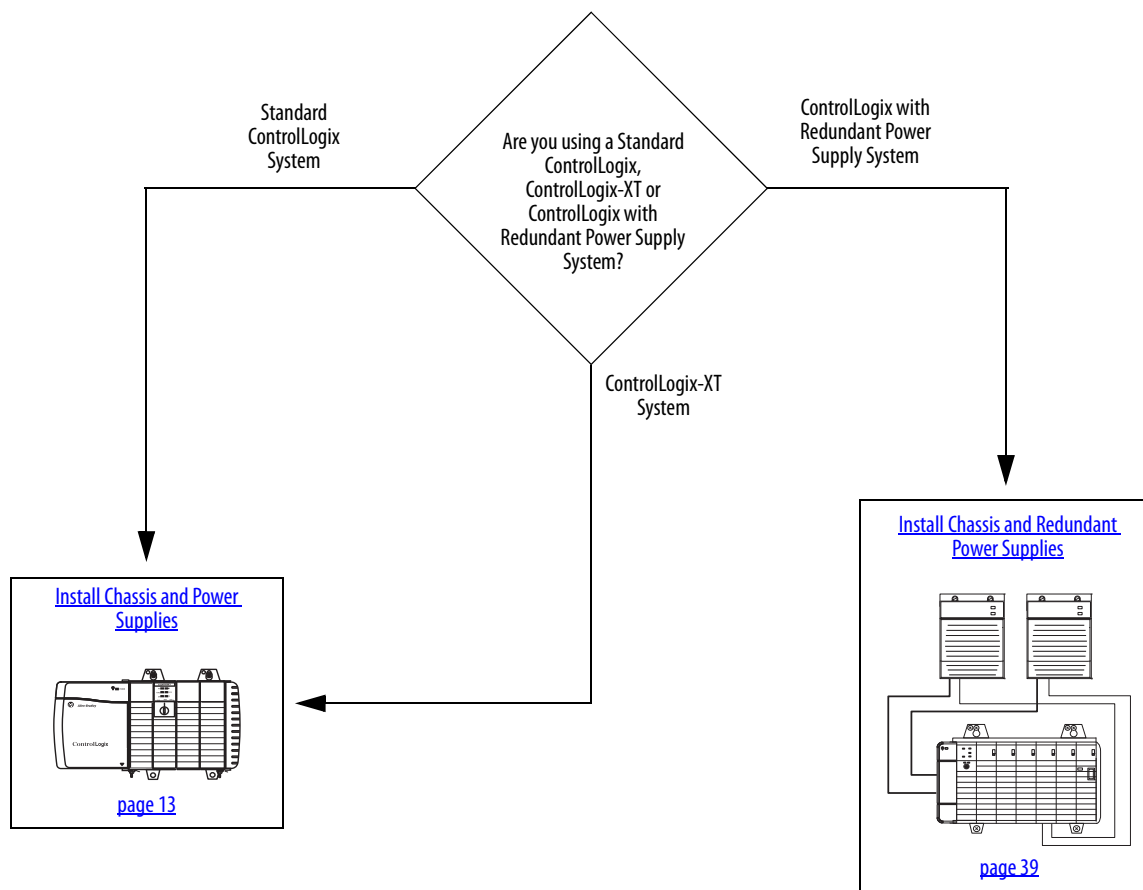 Standard
ControlLogix
System
Are you using a Standard
ControlLogix,
ControlLogix-XT or
ControlLogix with
Redundant Power Supply
System?
ControlLogix with
Redundant Power
Supply System
ControlLogix-XT
System
Install Chassis and Power
Supplies
Allen-Bradley
ControlLogix
page 13
Install Chassis and Redundant
Power Supplies
page 39